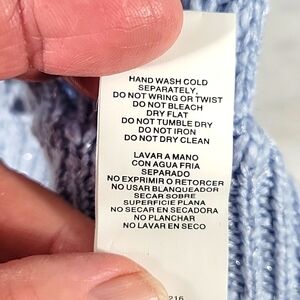 HAND WASH COLD
SEPARATELY,
DO NOT WRING OR TWIST
DO NOT BLEACH
DRY FLAT
DO NOT TUMBLE DRY
DO NOT IRON
DO NOT DRY CLEAN
LAVAR A MANO
CON AGUA FRIA
SEPARADO
NO EXPRIMIR O RETORCER
NO USAR BLANQUEADOR
SECAR SOBRE
SUPERFICIE PLANA
NO SECAR EN SECADORA
NO PLANCHAR
NO LAVAR EN SECO
216